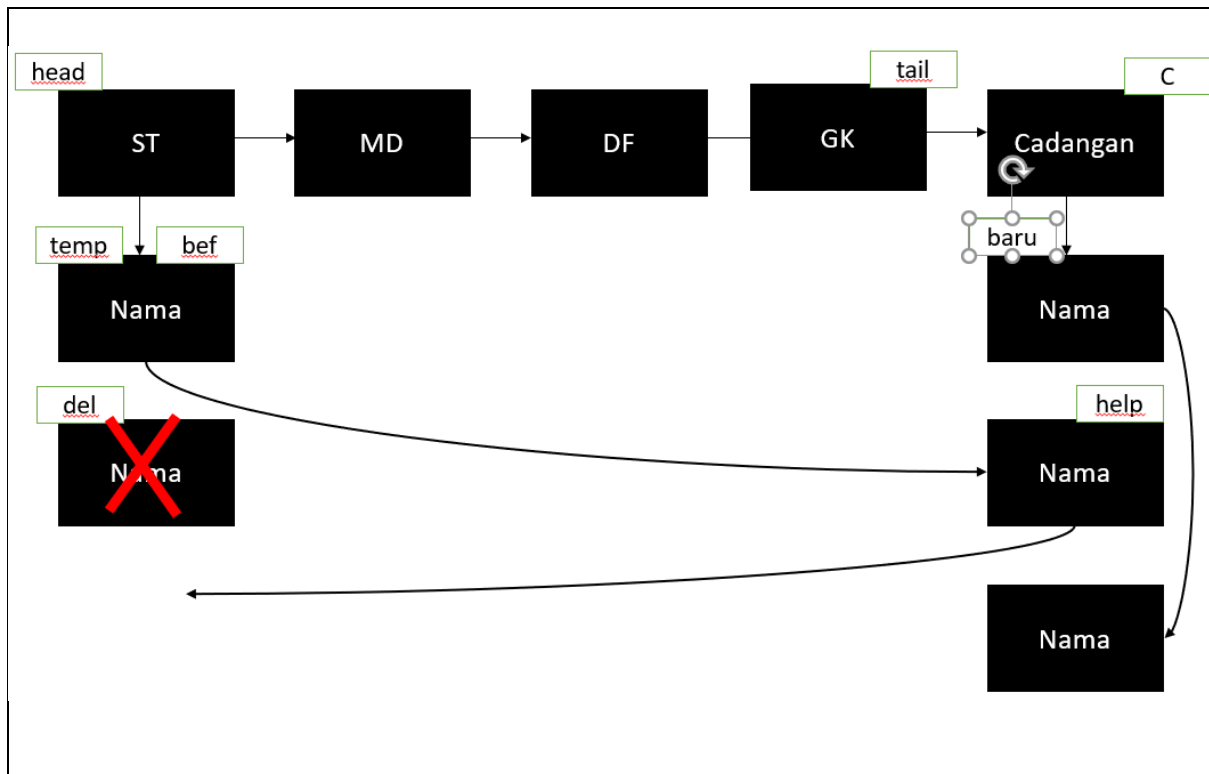 head
tail
C
ST
MD
DF
GK
Cadangan
temp
bef
baru
Nama
Nama
del
help
Nama
Nama
Nama